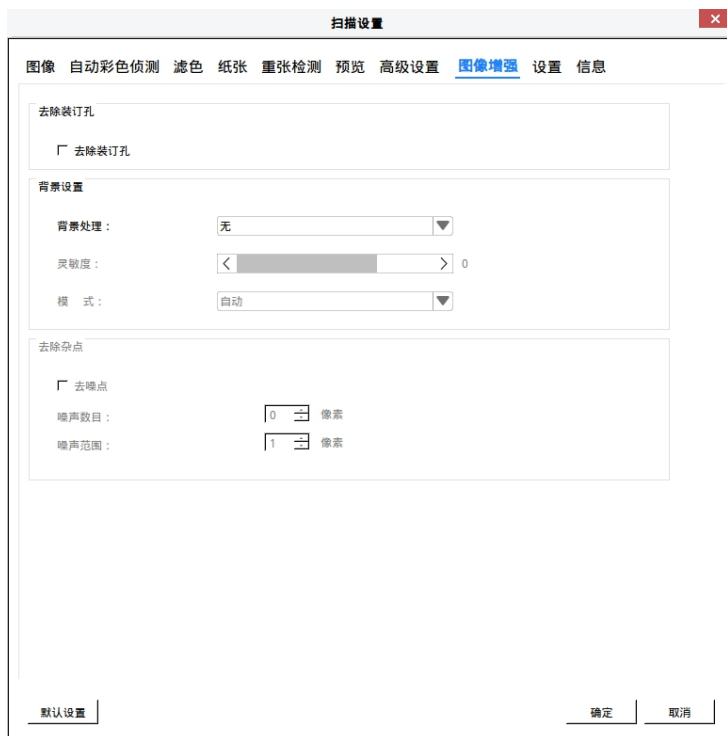 扫描设置
图像 自动彩色侦测 滤色 纸张 重张检测 预览 高级设置 图像增强 设置 信息
去除装订孔
去除装订孔
背景设置
背景处理： 无
灵敏度： 0
模 式： 自动
去除杂点
去噪点
噪声数目： 0 像素
噪声范围： 1 像素
默认设置 确定 取消